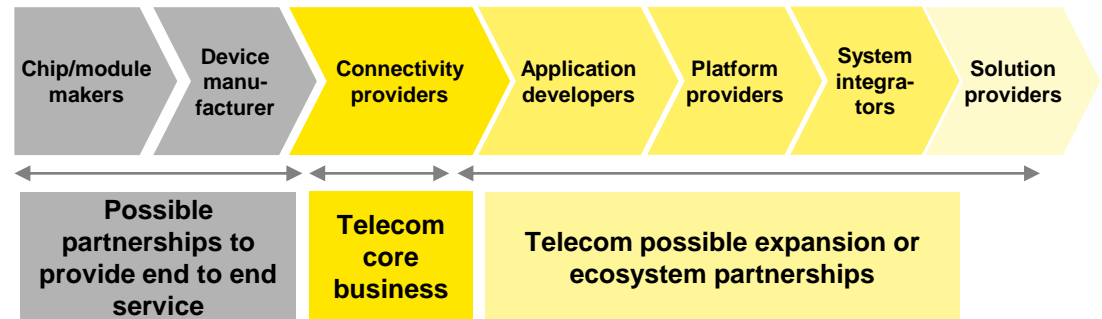 Chip/module
makers
Device
manu-
facturer
Connectivity
providers
Application
developers
Platform
providers
System
integra-
tors
Solution
providers
Possible
partnerships to
provide end to end
service
Telecom
core
business
Telecom possible expansion or
ecosystem partnerships